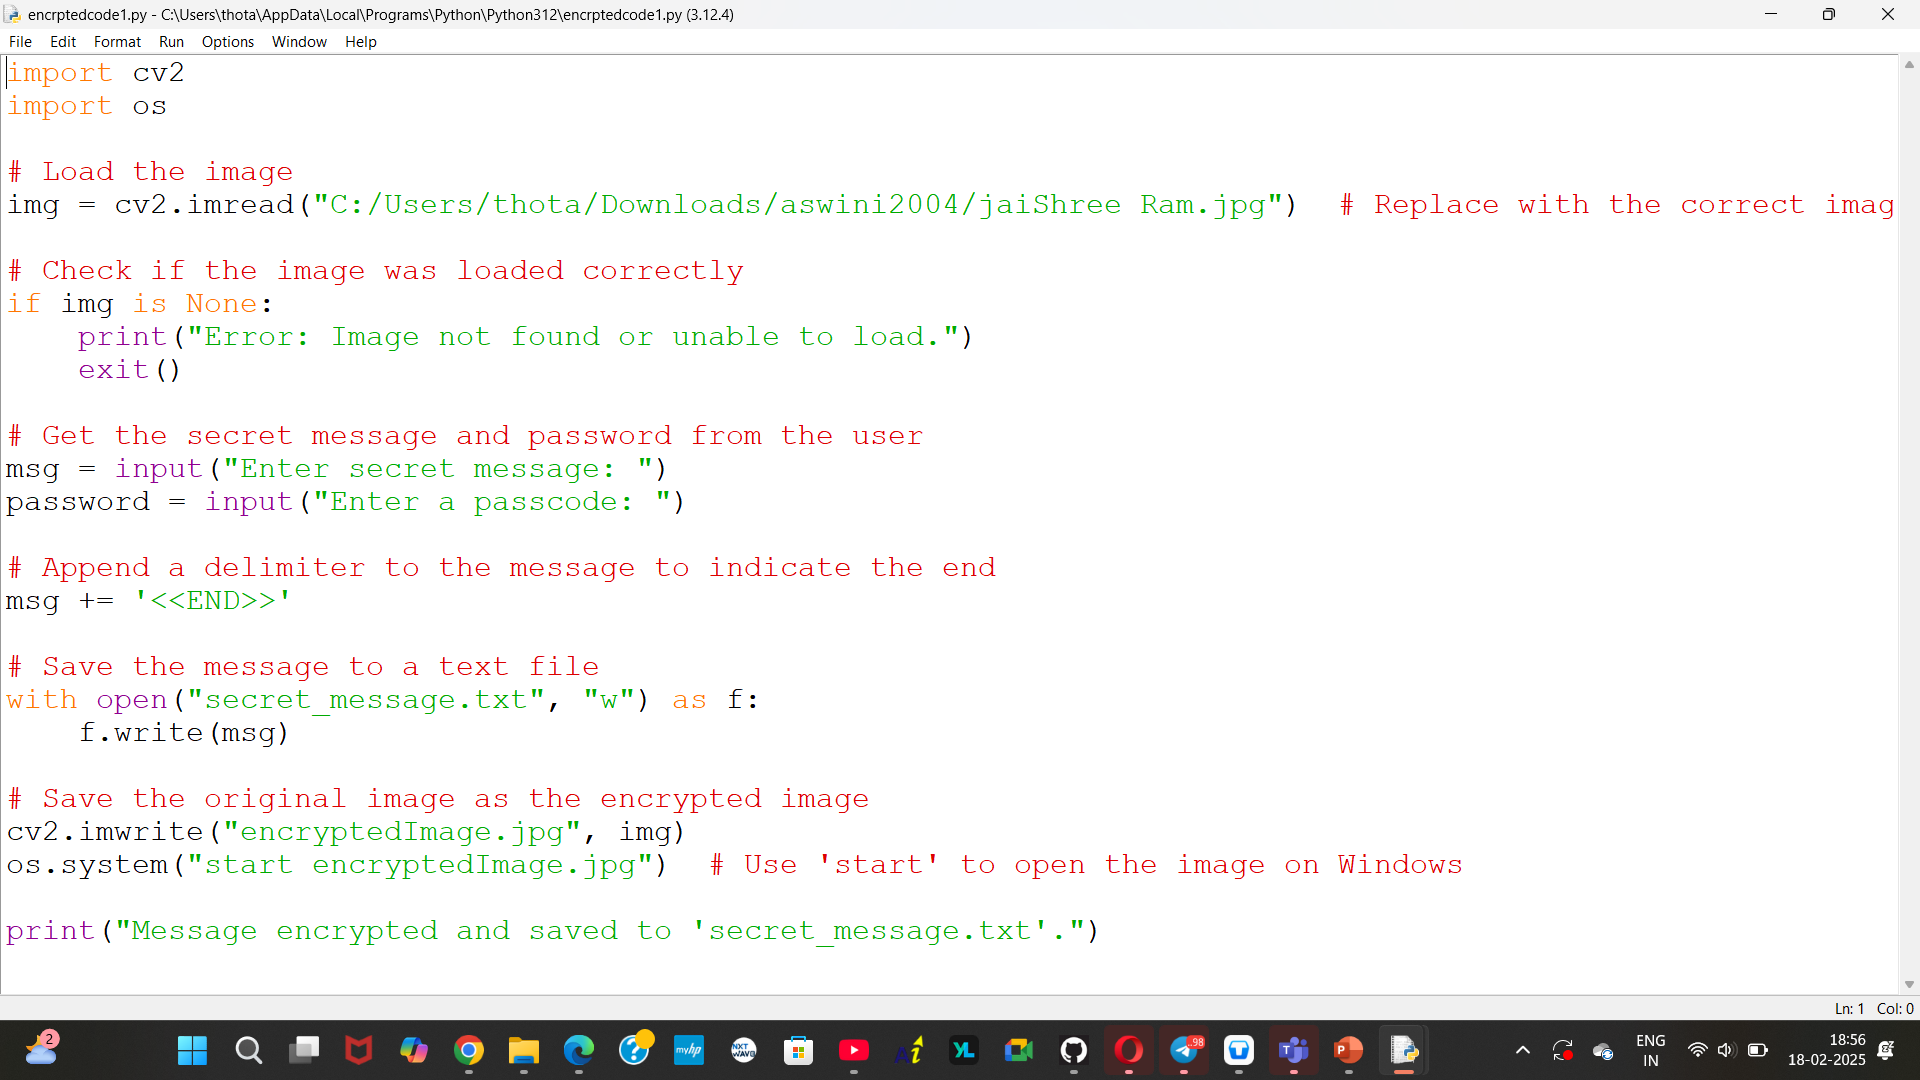 encrptedcode1.py - C:\Users\thota\AppData\Local\Programs\Python\Python312\encrptedcode1.py (3.12.4)
File Edit Format Run Options Window Help
import cv2
import os
# Load the image
img = cv2.imread("C:/Users/thota/Downloads/aswini2004/jaiShree Ram.jpg")  # Replace with the correct imag
# Check if the image was loaded correctly
if img is None:
    print("Error: Image not found or unable to load.")
    exit()
# Get the secret message and password from the user
msg = input("Enter secret message: ")
password = input("Enter a passcode: ")
# Append a delimiter to the message to indicate the end
msg += '<<END>>'
# Save the message to a text file
with open("secret_message.txt", "w") as f:
    f.write(msg)
# Save the original image as the encrypted image
cv2.imwrite("encryptedImage.jpg", img)
os.system("start encryptedImage.jpg")  # Use 'start' to open the image on Windows
print("Message encrypted and saved to 'secret_message.txt'.")
Ln: 1 Col: 0
2
myhp
NXT WAVE
YL
98
ENG
IN
18:56
18-02-2025